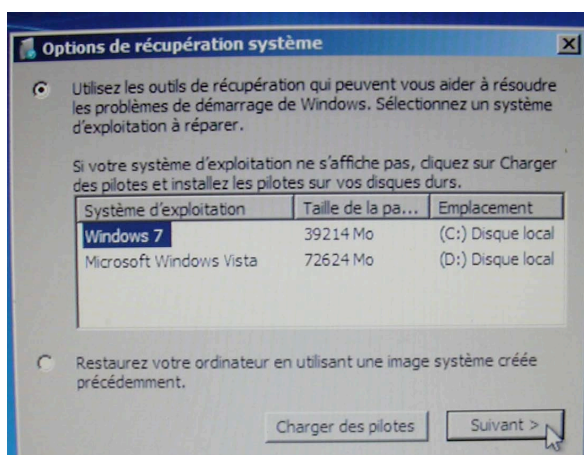 Options de récupération système
Utilisez les outils de récupération qui peuvent vous aider à résoudre
les problèmes de démarrage de Windows. Sélectionnez un système
d'exploitation à réparer.
Si votre système d'exploitation ne s'affiche pas, cliquez sur Charger
des pilotes et installez les pilotes sur vos disques durs.
Système d'exploitation Taille de la pa... Emplacement
Windows 7 39214 Mo (C:) Disque local
Microsoft Windows Vista 72624 Mo (D:) Disque local
Restaurez votre ordinateur en utilisant une image système créée
précédemment.
Charger des pilotes Suivant >